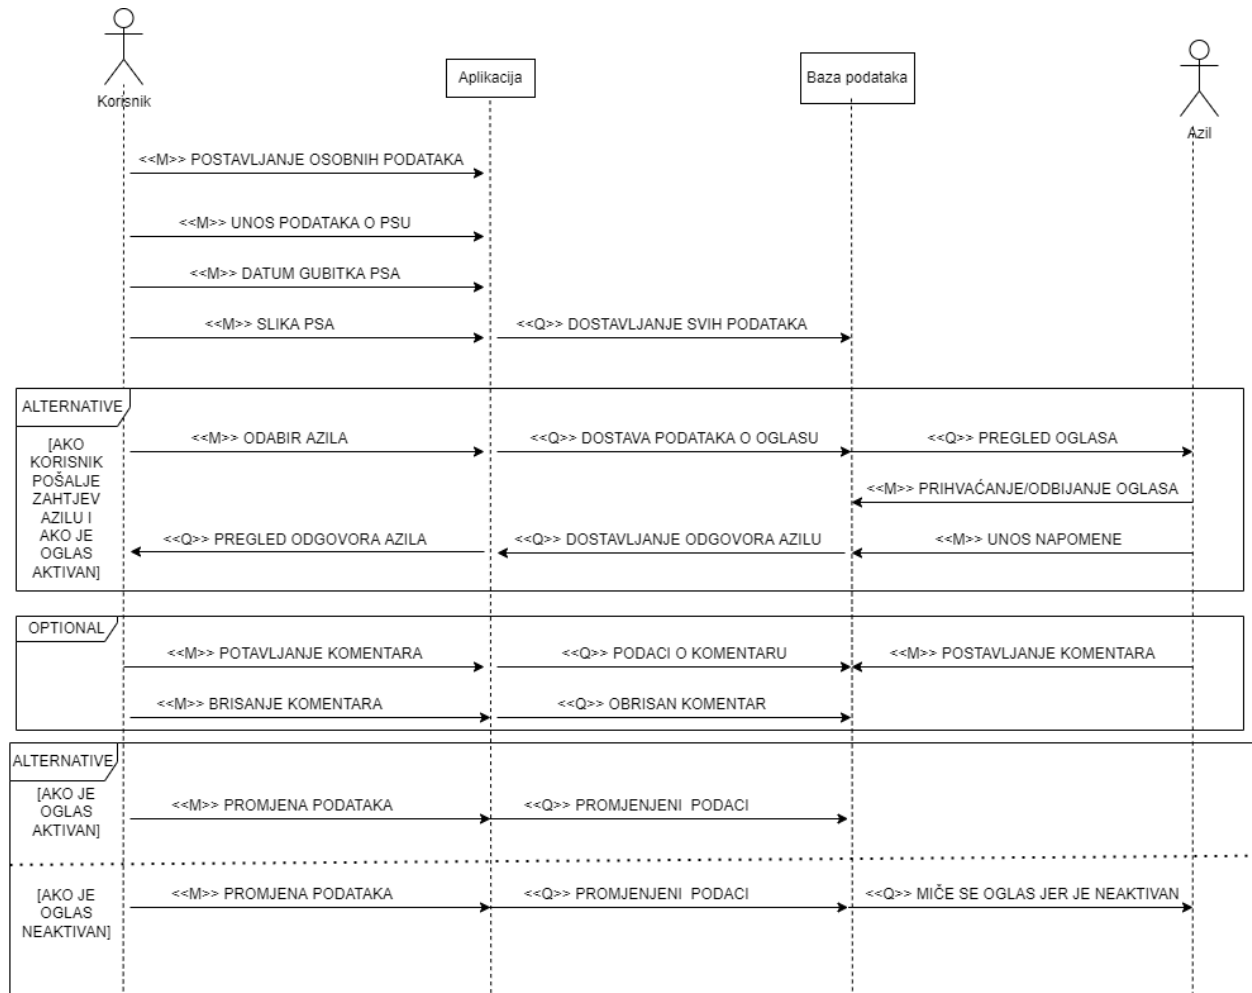 Korisnik
Aplikacija
Baza podataka
Azil
<<M>> POSTAVLJANJE OSOBNIH PODATAKA
<<M>> UNOS PODATAKA O PSU
<<M>> DATUM GUBITKA PSA
<<M>> SLIKA PSA
<<Q>> DOSTAVLJANJE SVIH PODATAKA
ALTERNATIVE
[AKO
KORISNIK
POŠALJE
ZAHTJEV
AZILU I
AKO JE
OGLAS
AKTIVAN]
<<M>> ODABIR AZILA
<<Q>> DOSTAVA PODATAKA O OGLASU
<<Q>> PREGLED OGLASA
<<M>> PRIHVAĆANJE/ODBIJANJE OGLASA
<<Q>> PREGLED ODGOVORA AZILA
<<Q>> DOSTAVLJANJE ODGOVORA AZILU
<<M>> UNOS NAPOMENE
OPTIONAL
<<M>> POTAVLJANJE KOMENTARA
<<Q>> PODACI O KOMENTARU
<<M>> POSTAVLJANJE KOMENTARA
<<M>> BRISANJE KOMENTARA
<<Q>> OBRISAN KOMENTAR
ALTERNATIVE
[AKO JE
OGLAS
AKTIVAN]
<<M>> PROMJENA PODATAKA
<<Q>> PROMJENJENI PODACI
[AKO JE
OGLAS
NEAKTIVAN]
<<M>> PROMJENA PODATAKA
<<Q>> PROMJENJENI PODACI
<<Q>> MIČE SE OGLAS JER JE NEAKTIVAN